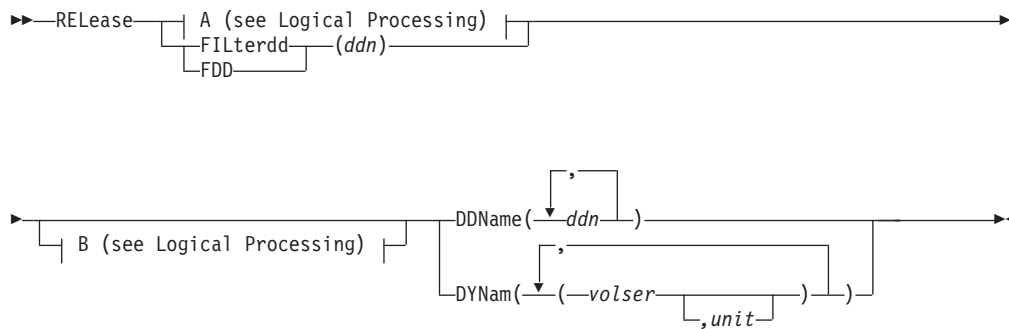 RELease A (see Logical Processing)
FILterdd (ddn)
FDD
,
DDName( ddn )
B (see Logical Processing)
,
DYNam( ( volser ) )
,unit